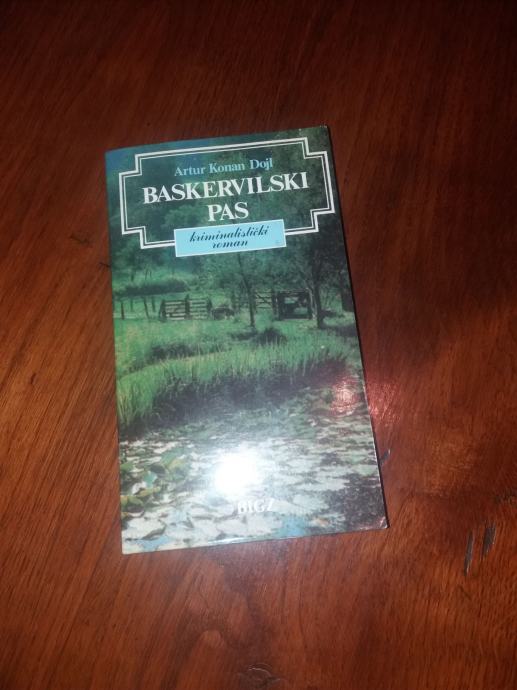 Artur Konan Dojl
BASKERVILSKI
PAS
kriminalistički
roman
BIGZ